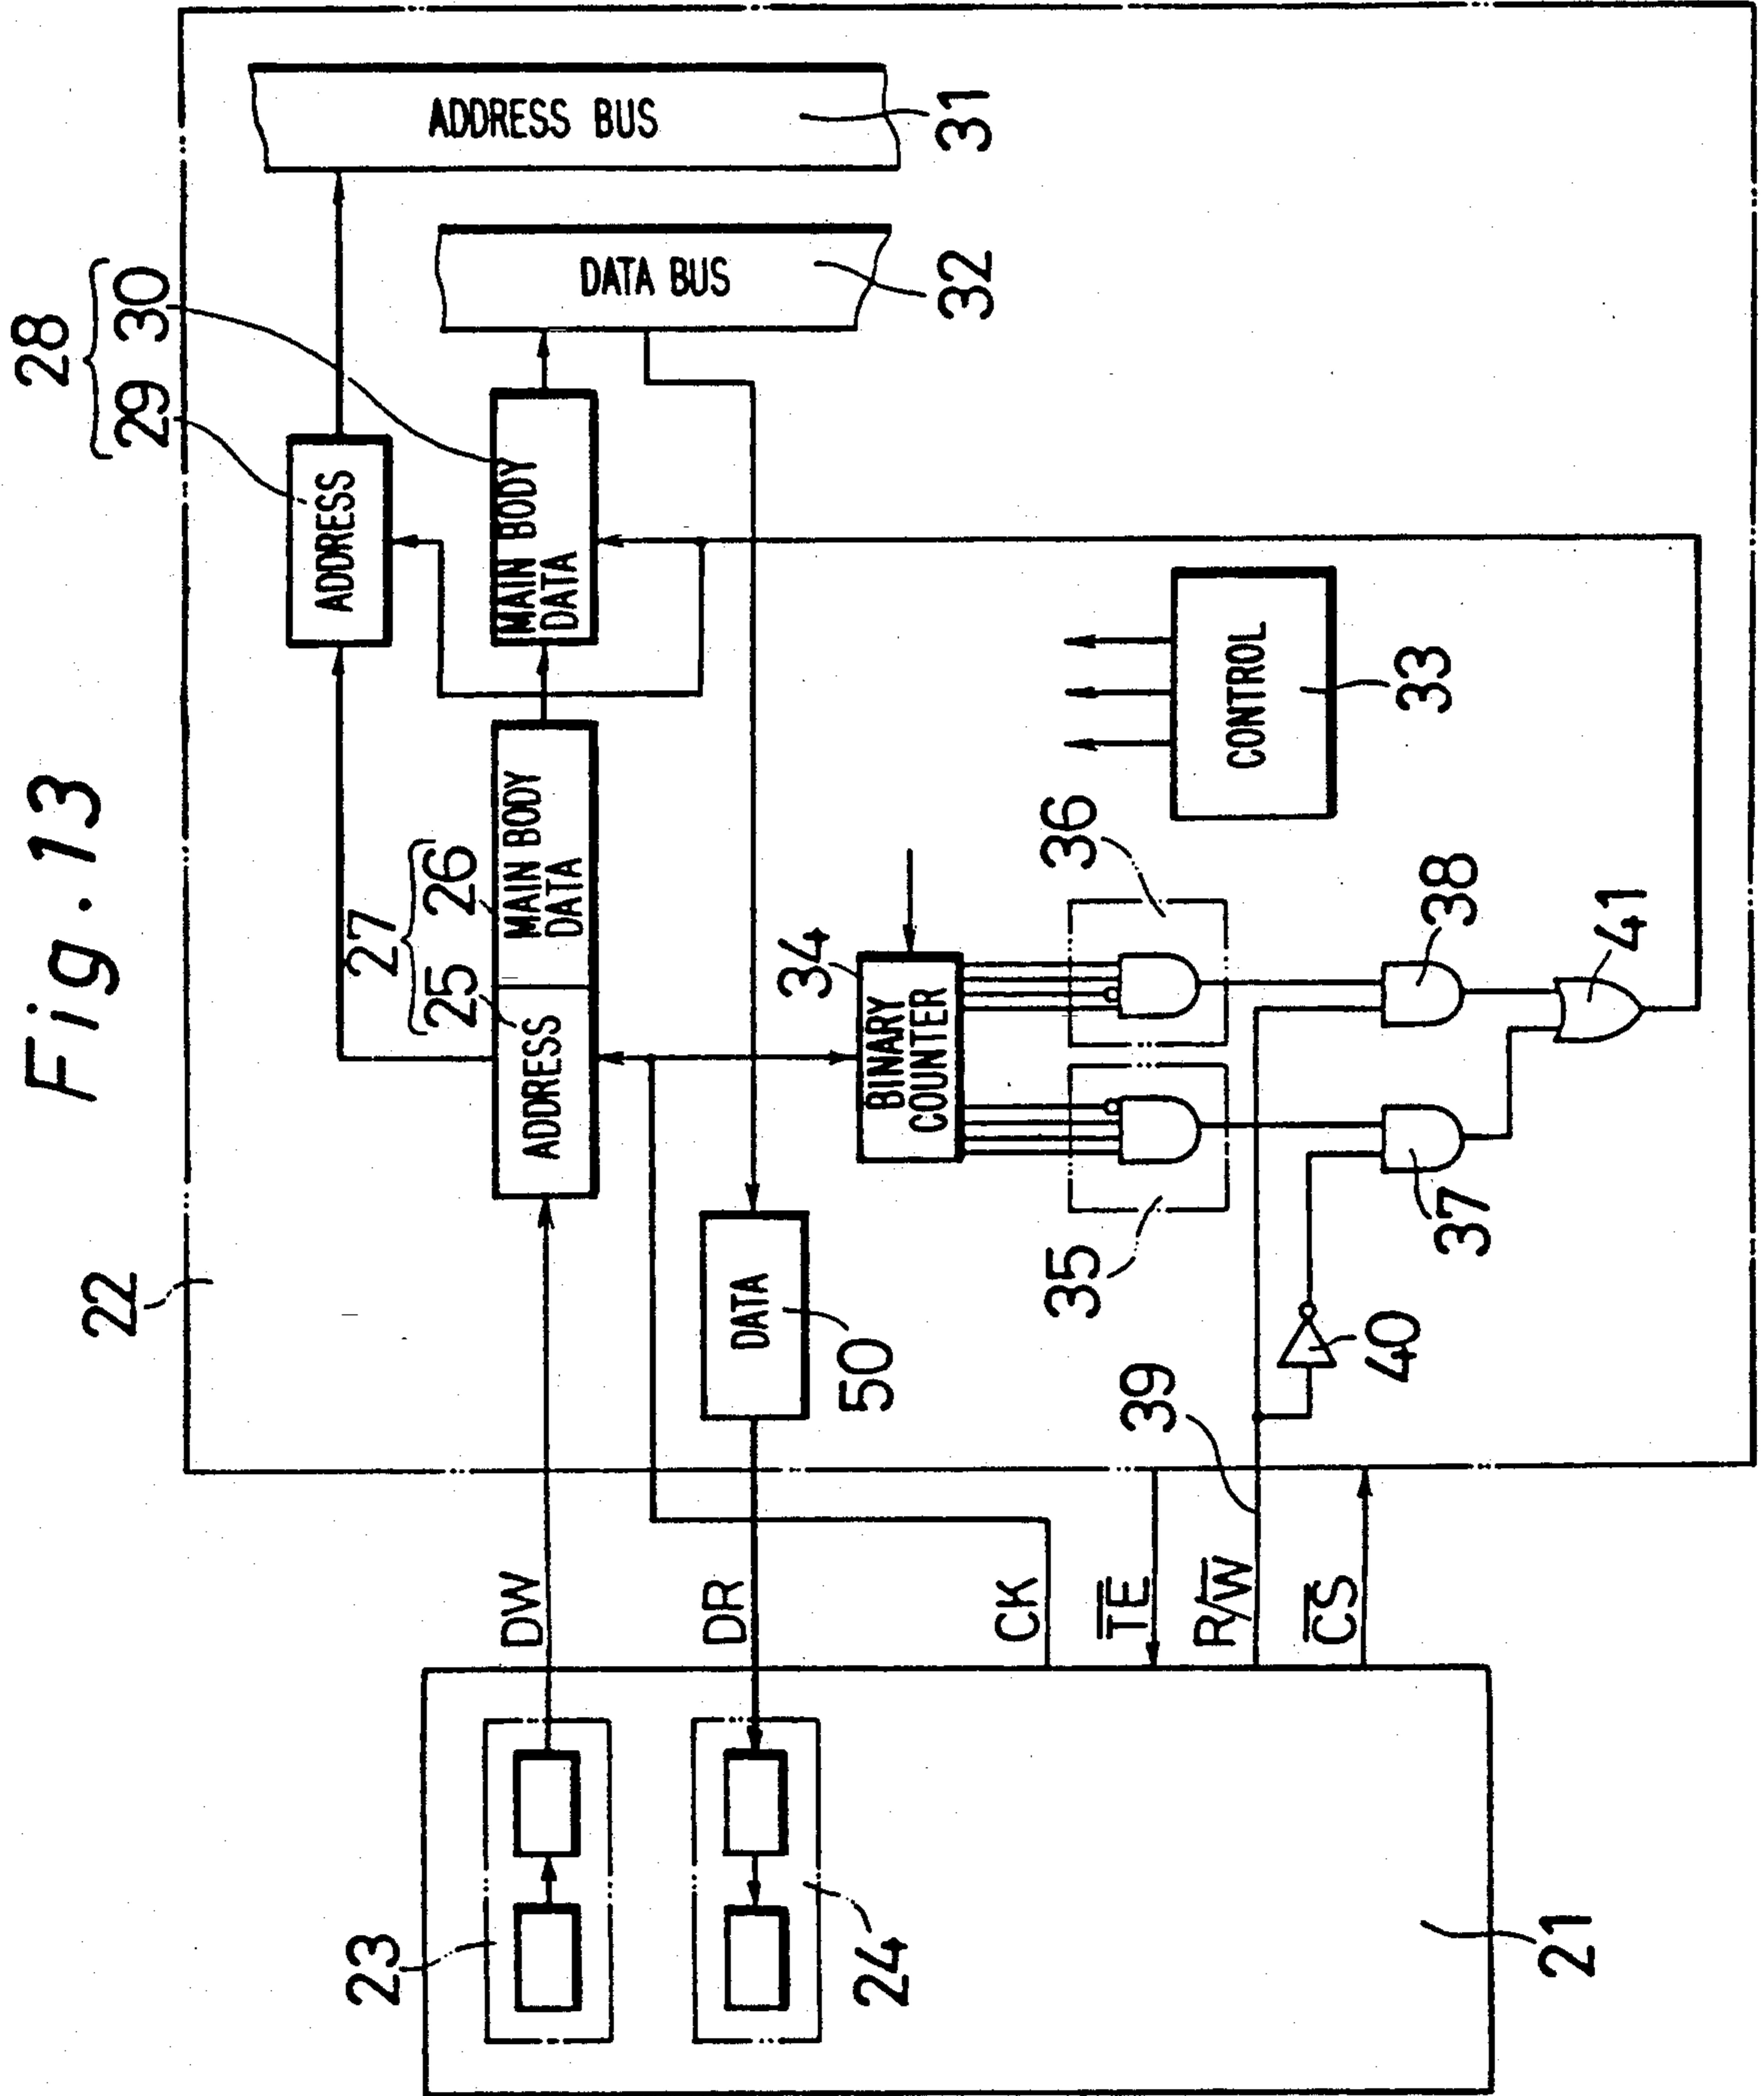 Fig. 13
28
29 30
ADDRESS BUS
31
ADDRESS
DATA BUS
32
MAIN BODY
DATA
27
25 26
ADDRESS
MAIN BODY
DATA
22
DATA
50
34
BINARY
COUNTER
35
36
CONTROL
33
37
38
41
39
40
DW
DR
CK
T̅E̅
R/W̅
C̅S̅
23
24
21